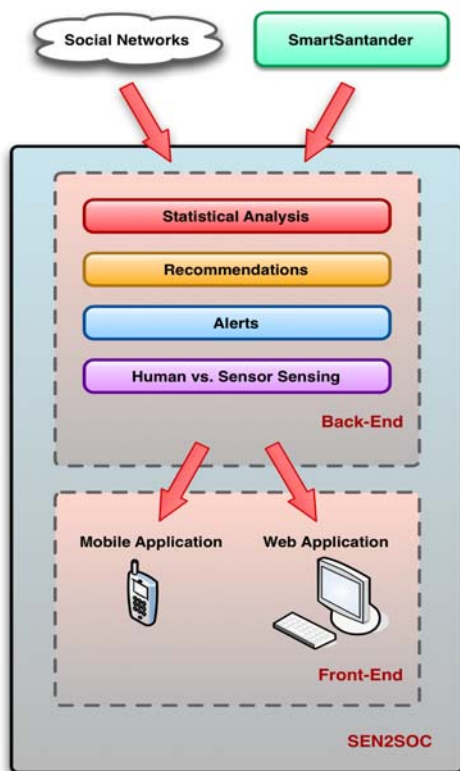 Social Networks
SmartSantander
Statistical Analysis
Recommendations
Alerts
Human vs. Sensor Sensing
Back-End
Mobile Application
Web Application
Front-End
SEN2SOC